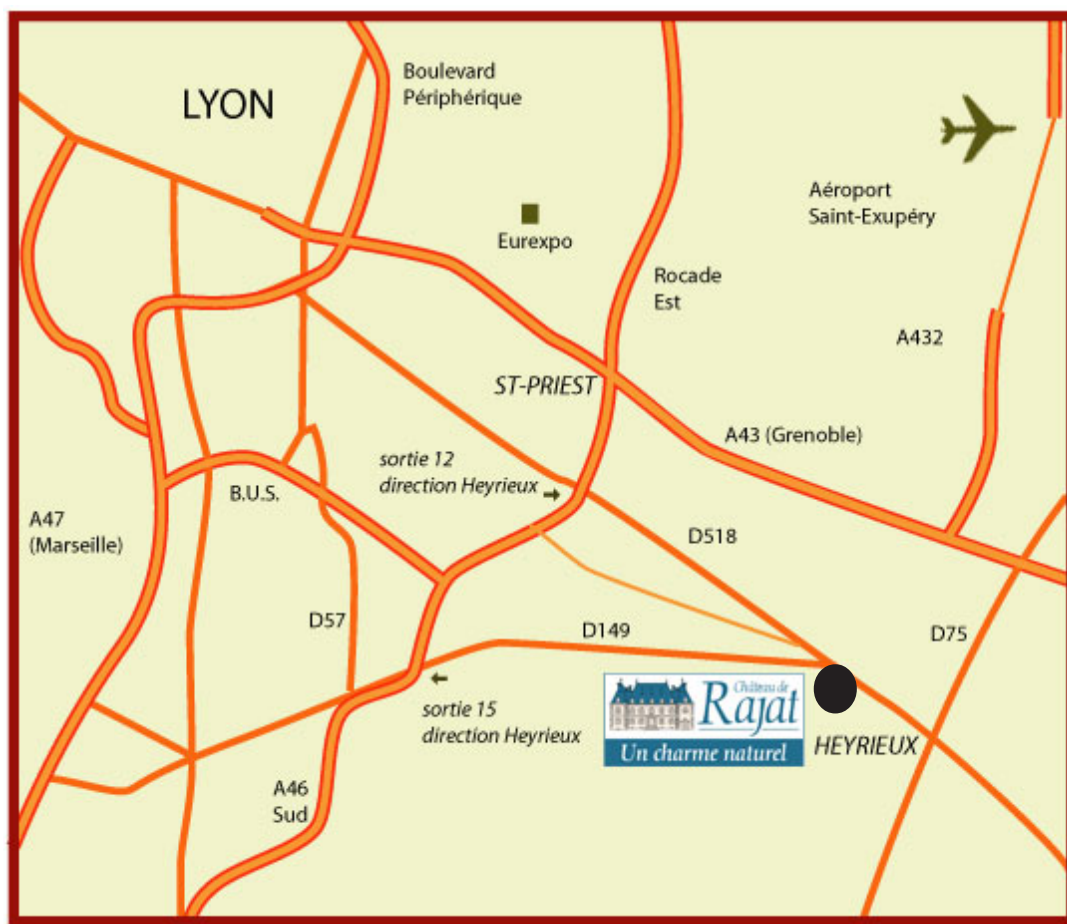 LYON
Boulevard
Périphérique
Aéroport
Saint-Exupéry
Eurexpo
Rocade
Est
A432
ST-PRIEST
A43 (Grenoble)
sortie 12
direction Heyrieux
B.U.S.
A47
(Marseille)
D518
D57
D149
D75
sortie 15
direction Heyrieux
Château de
Rajat
Un charme naturel
HEYRIEUX
A46
Sud